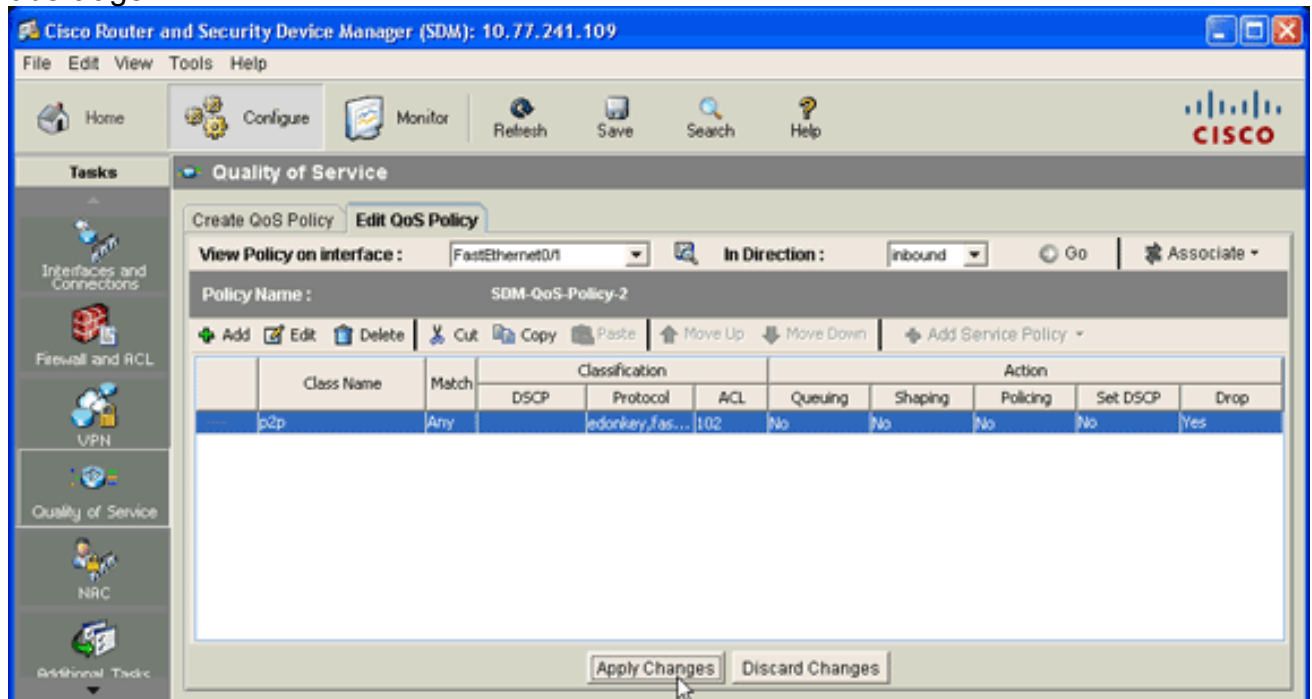 Cisco Router and Security Device Manager (SDM): 10.77.241.109
File Edit View Tools Help
Home Configure Monitor Refresh Save Search Help
CISCO
Tasks Quality of Service
Create QoS Policy Edit QoS Policy
View Policy on interface : FastEthernet0/1 In Direction : inbound Go Associate
Interfaces and
Connections
Policy Name : SDM-QoS-Policy-2
Add Edit Delete Cut Copy Paste Move Up Move Down Add Service Policy
Firewall and ACL
Class Name Match Classification Action
DSCP Protocol ACL Queuing Shaping Policing Set DSCP Drop
p2p Any edonkey,fas... 102 No No No No Yes
VPN
Quality of Service
NAC
Additional Tasks
Apply Changes Discard Changes